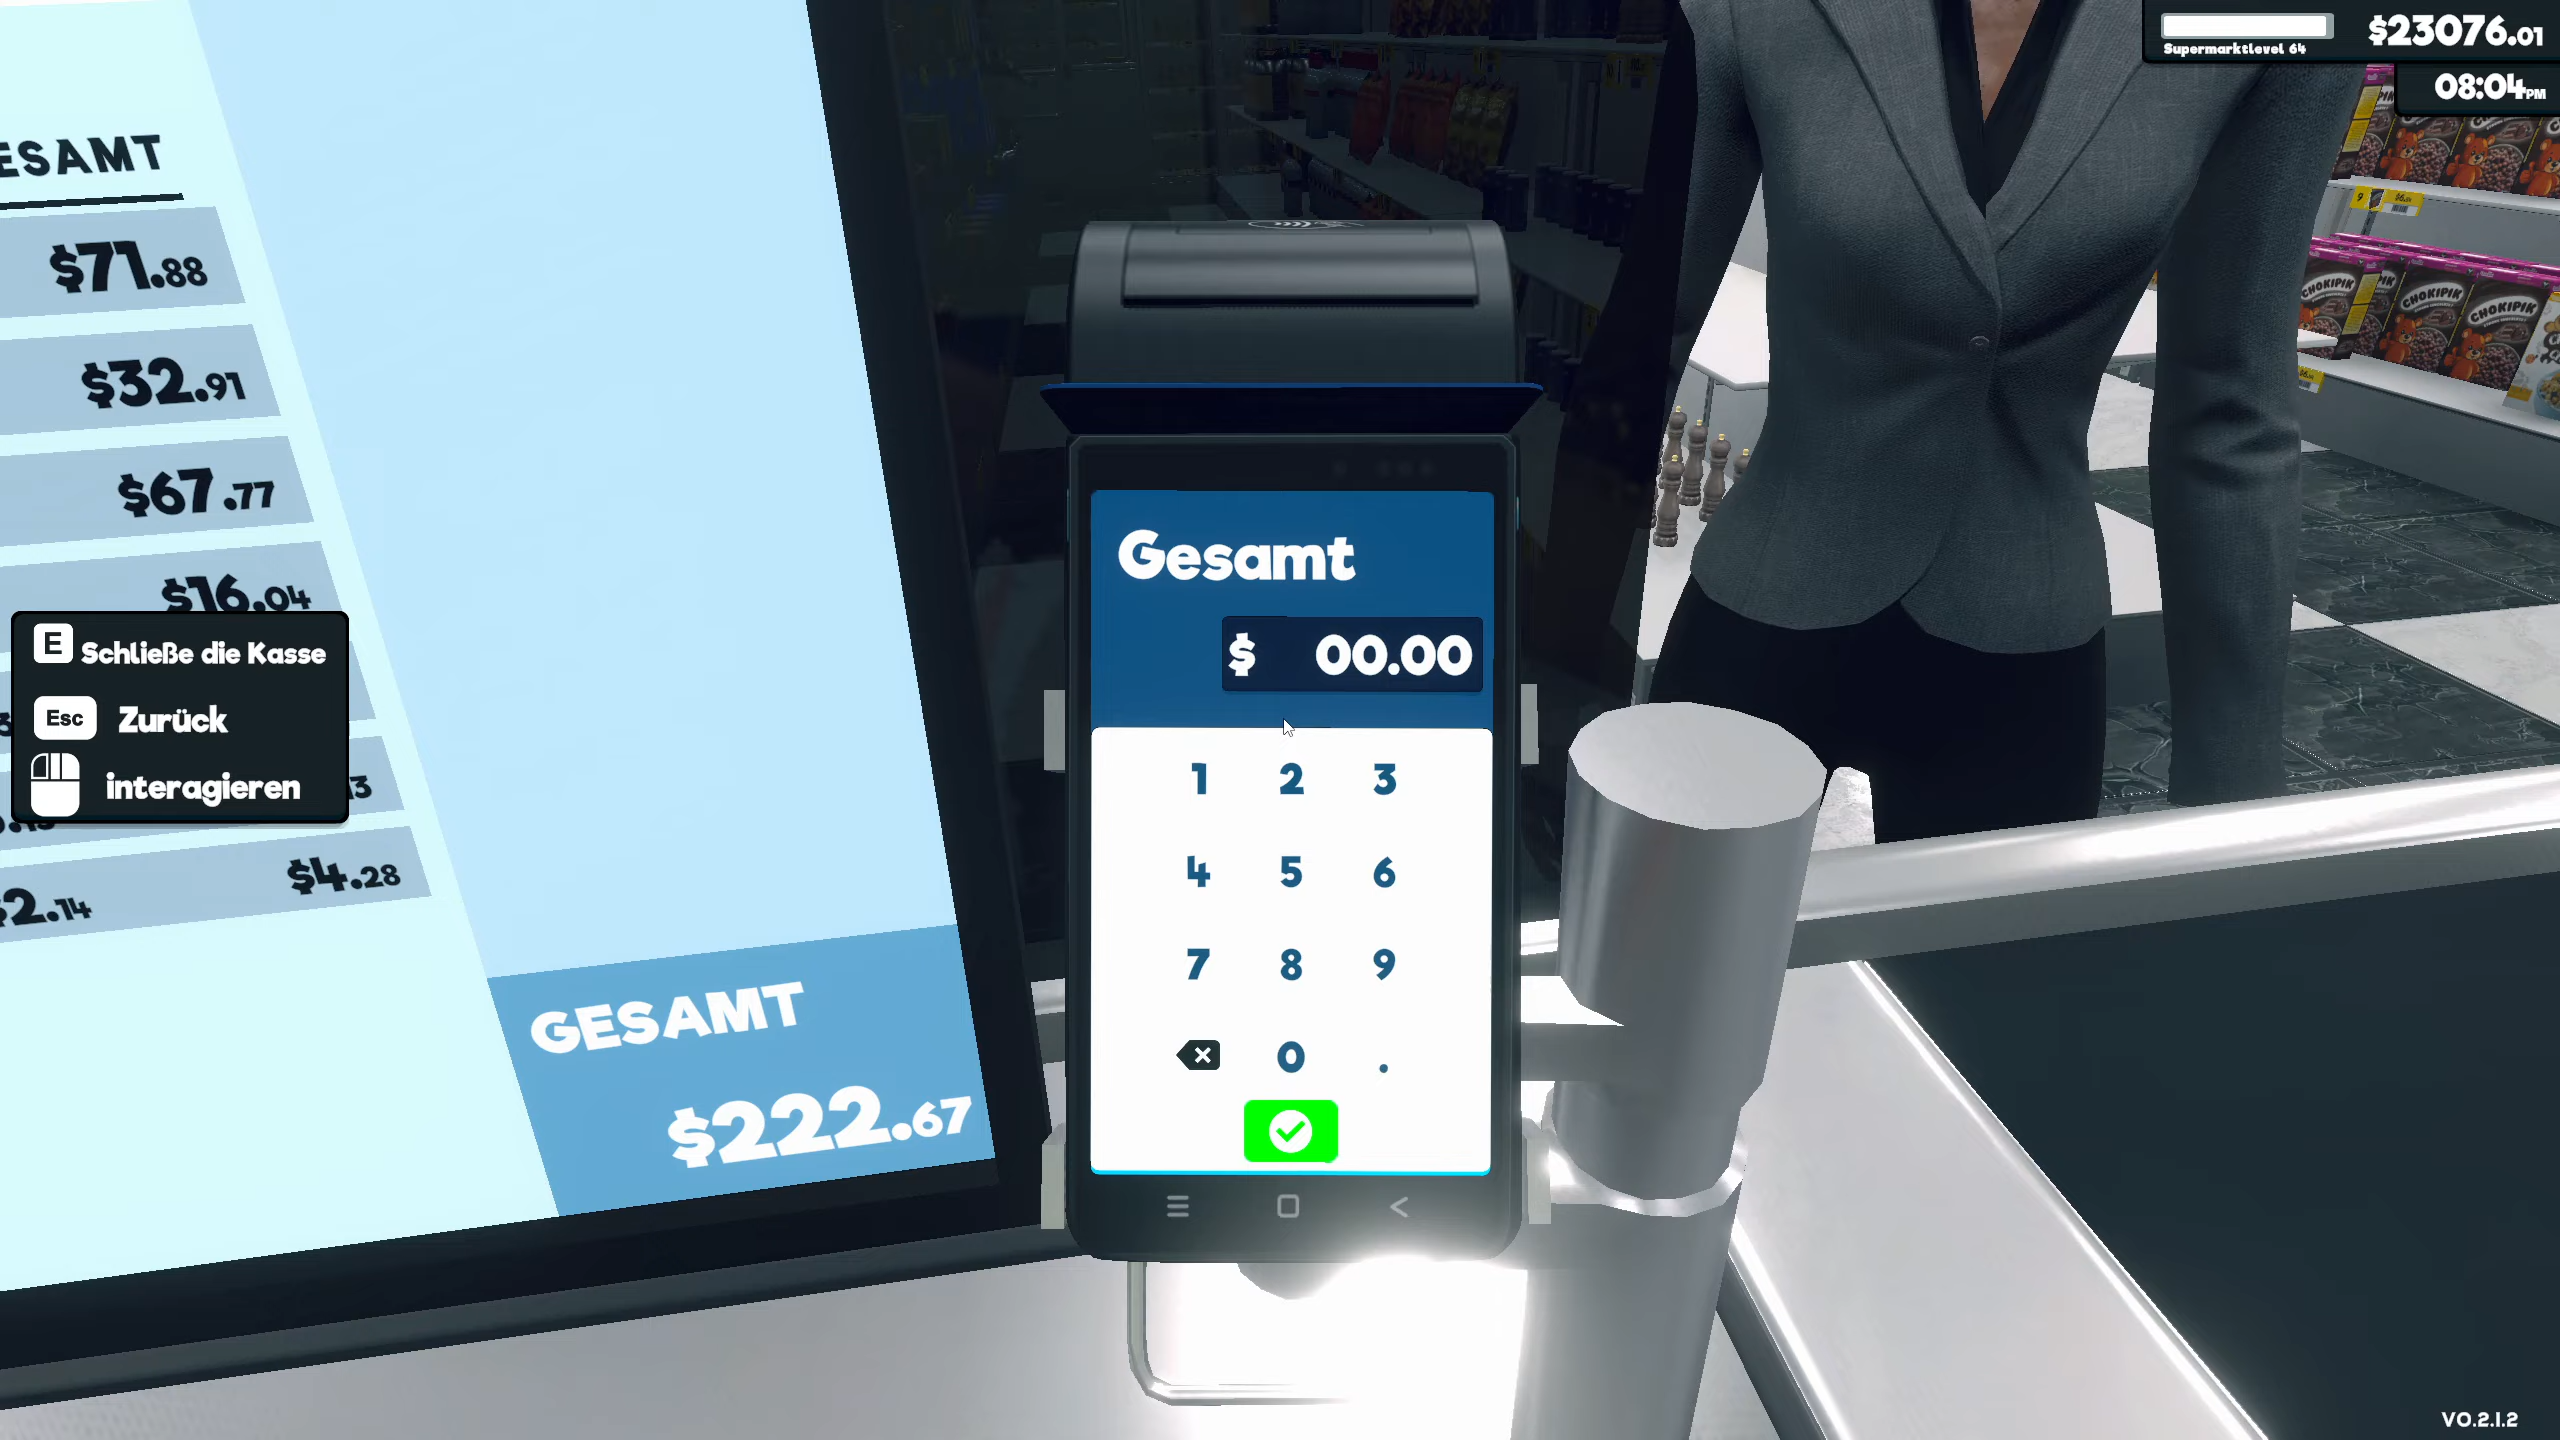 ESAMT
$71.88
$32.91
$67.77
$16.04
E Schließe die Kasse
Esc Zurück
interagieren
$2.14 $4.28
GESAMT
$222.67
Gesamt
$ 00.00
1 2 3
4 5 6
7 8 9
0 .
Supermarktlevel 64
$23076.01
08:04PM
CHOKIPIK
CHOKIPIK
CHOKIPIK
V0.2.1.2